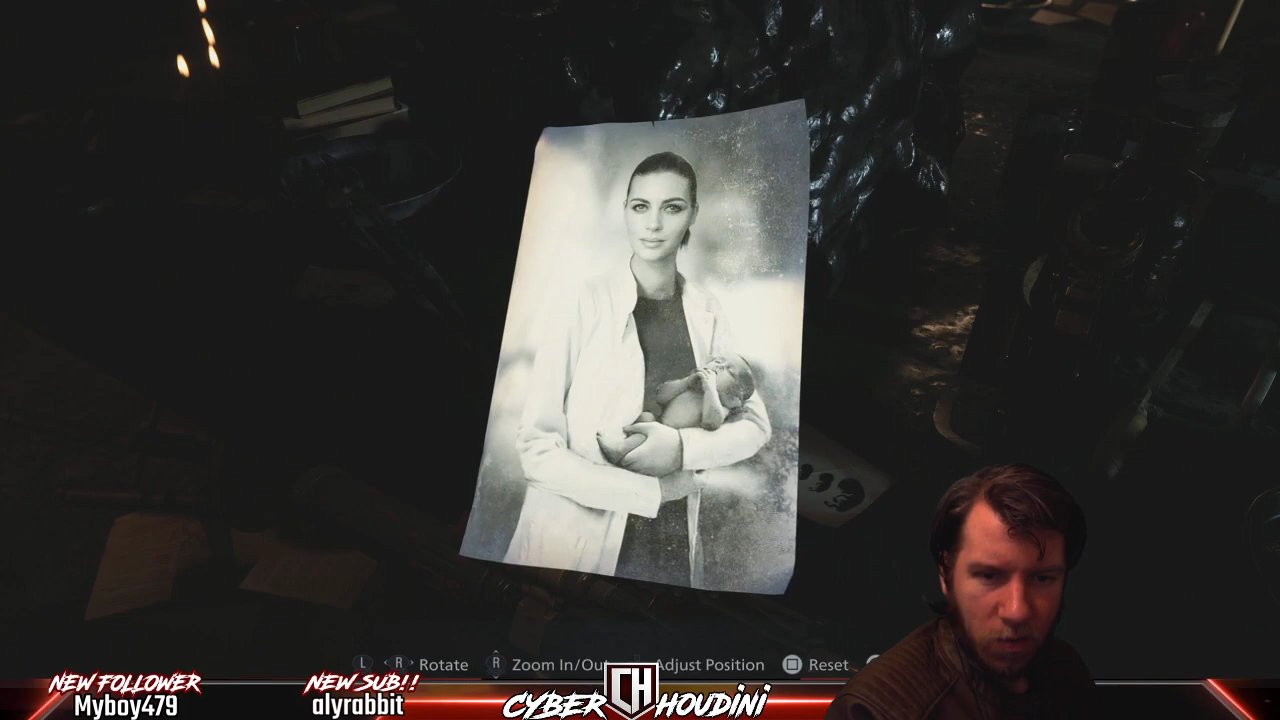 L R Rotate
R Zoom In/Out
Adjust Position
Reset
NEW FOLLOWER
Myboy479
NEW SUB!!
alyrabbit
CYBER CH HOUDINI